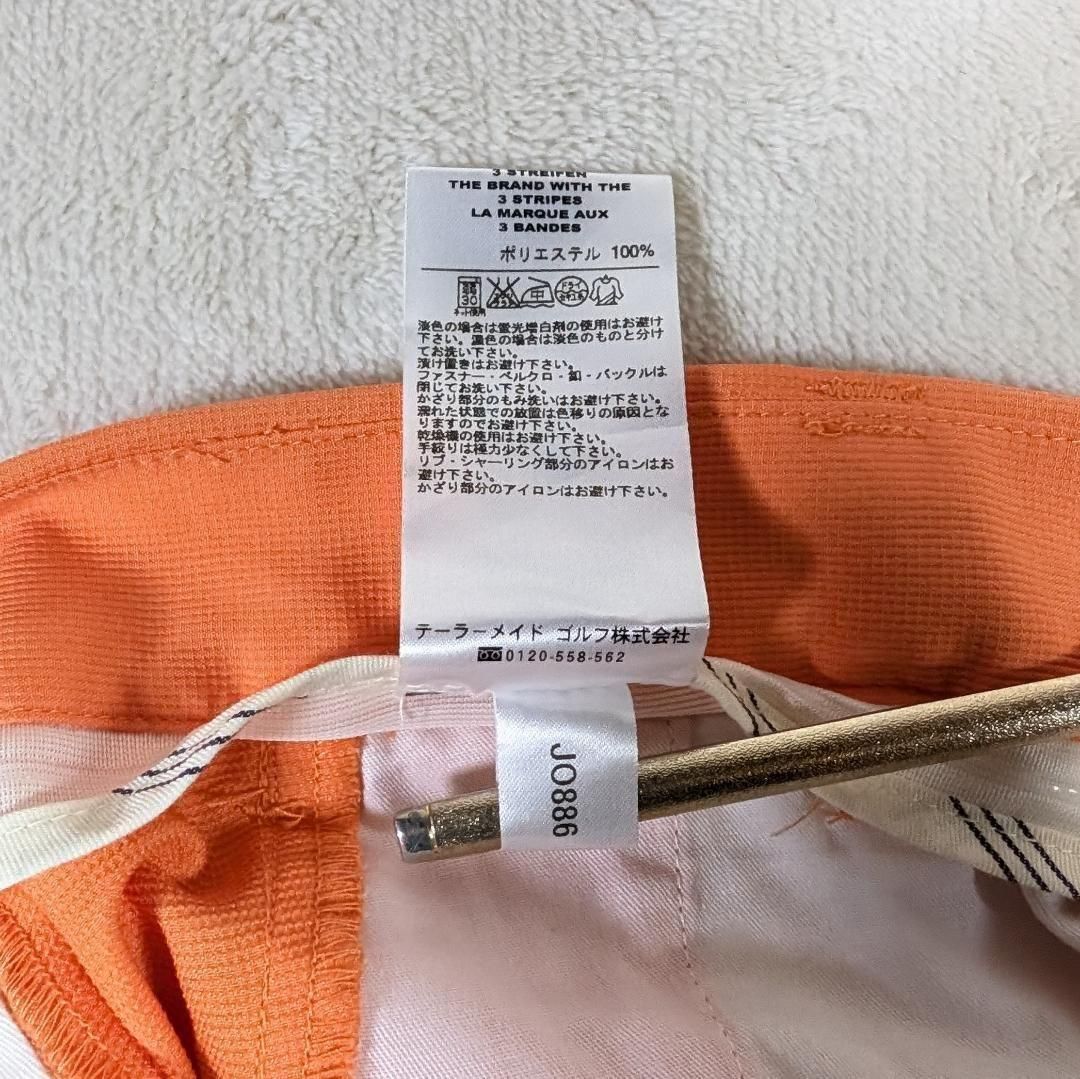 3 STREIFEN
THE BRAND WITH THE
3 STRIPES
LA MARQUE AUX
3 BANDES
ポリエステル 100%
30
中
ドライ
ネット使用
淡色の場合は蛍光増白剤の使用はお避け
下さい。濃色の場合は淡色のものと分け
てお洗い下さい。
漬け置きはお避け下さい。
ファスナー・ベルクロ・釦・バックルは
閉じてお洗い下さい。
かざり部分のもみ洗いはお避け下さい。
濡れた状態での放置は色移りの原因とな
りますのでお避け下さい。
乾燥機の使用はお避け下さい。
手絞りは極力少なくして下さい。
リブ・シャーリング部分のアイロンはお
避け下さい。
かざり部分のアイロンはお避け下さい。
テーラーメイド ゴルフ株式会社
0120-558-562
JO886